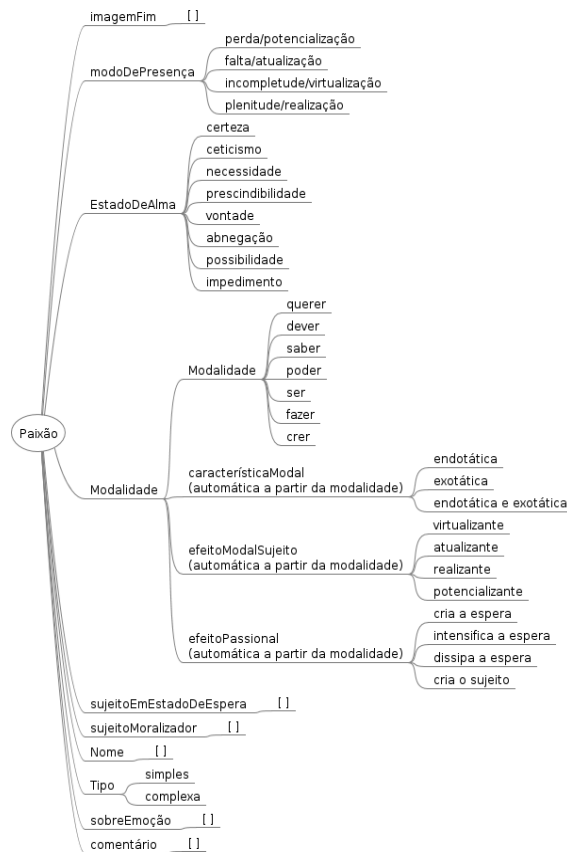 imagemFim
[ ]
modoDePresença
perda/potencialização
falta/atualização
incompletude/virtualização
plenitude/realização
EstadoDeAlma
certeza
ceticismo
necessidade
prescindibilidade
vontade
abnegação
possibilidade
impedimento
Paixão
Modalidade
Modalidade
querer
dever
saber
poder
ser
fazer
crer
característicaModal
(automática a partir da modalidade)
endotática
exotática
endotática e exotática
efeitoModalSujeito
(automática a partir da modalidade)
virtualizante
atualizante
realizante
potencializante
efeitoPassional
(automática a partir da modalidade)
cria a espera
intensifica a espera
dissipa a espera
cria o sujeito
sujeitoEmEstadoDeEspera
[ ]
sujeitoMoralizador
[ ]
Nome
[ ]
Tipo
simples
complexa
sobreEmoção
[ ]
comentário
[ ]